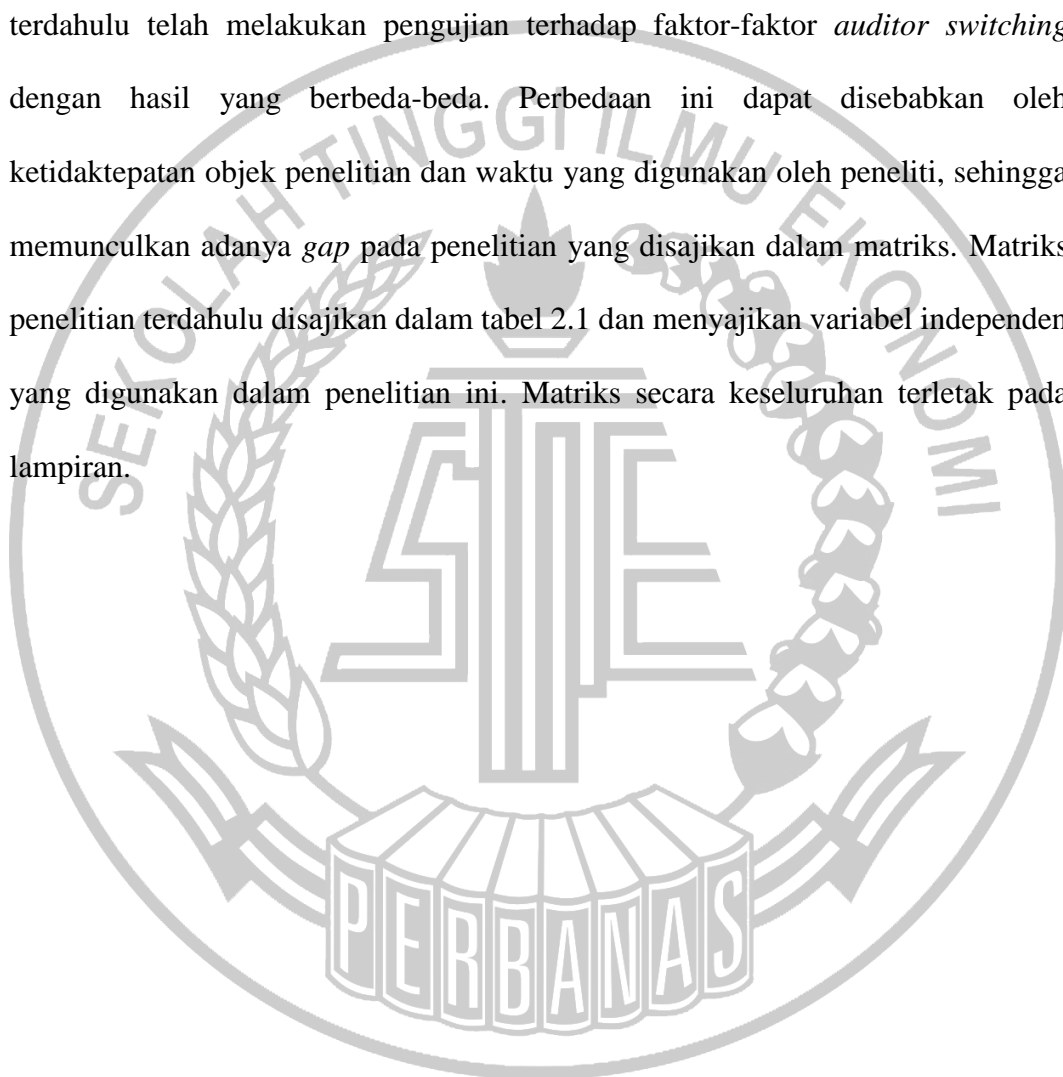 terdahulu telah melakukan pengujian terhadap faktor-faktor auditor switching
dengan hasil yang berbeda-beda. Perbedaan ini dapat disebabkan oleh
ketidaktepatan objek penelitian dan waktu yang digunakan oleh peneliti, sehingga
memunculkan adanya gap pada penelitian yang disajikan dalam matriks. Matriks
penelitian terdahulu disajikan dalam tabel 2.1 dan menyajikan variabel independen
yang digunakan dalam penelitian ini. Matriks secara keseluruhan terletak pada
lampiran.
SEKOLAH TINGGI ILMU EKONOMI
STIE
PERBANAS